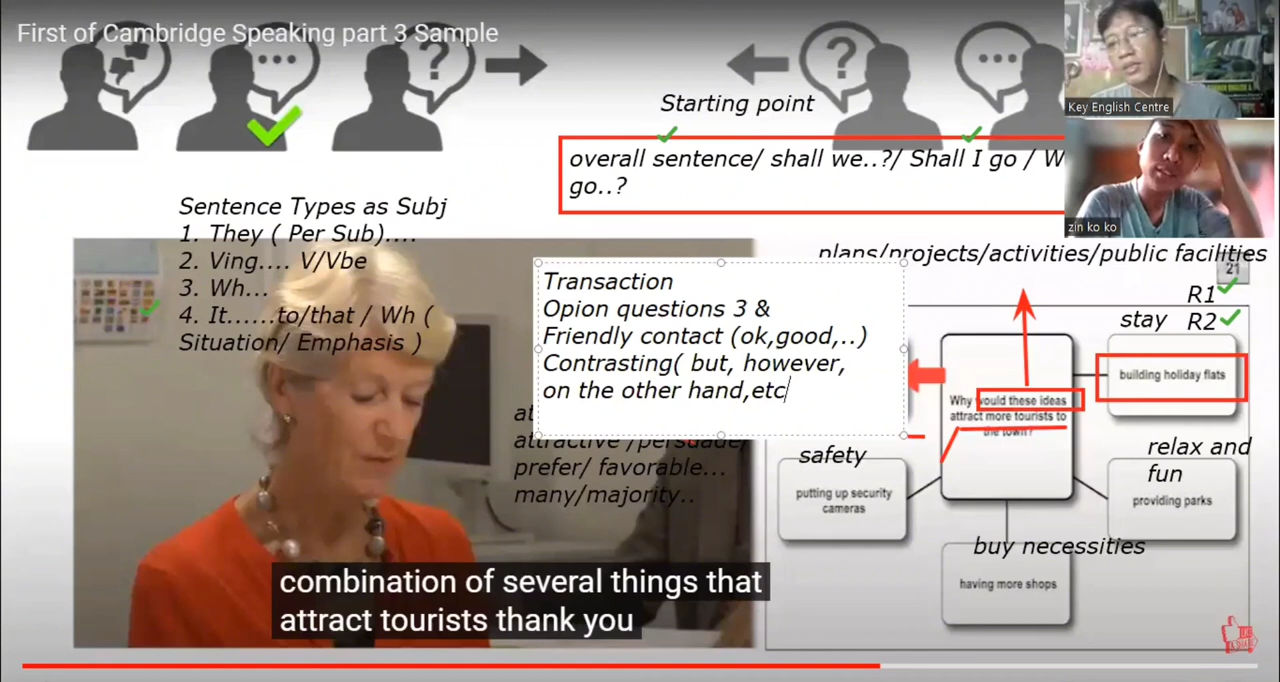 First of Cambridge Speaking part 3 Sample
Key English Centre
Starting point
overall sentence/ shall we..?/ Shall I go / W
go..?
zin ko ko
Sentence Types as Subj
1. They ( Per Sub)....
2. Ving.... V/Vbe
3. Wh...
4. It......to/that / Wh (
Situation/ Emphasis )
plans/projects/activities/public facilities
21
R1
R2
stay
Transaction
Opion questions 3 &
Friendly contact (ok,good,..)
Contrasting( but, however,
on the other hand,etc
building holiday flats
Why would these ideas
attract more tourists to
the town?
attractive /persuade/
prefer/ favorable...
many/majority..
safety
putting up security
cameras
relax and
fun
providing parks
buy necessities
having more shops
combination of several things that
attract tourists thank you